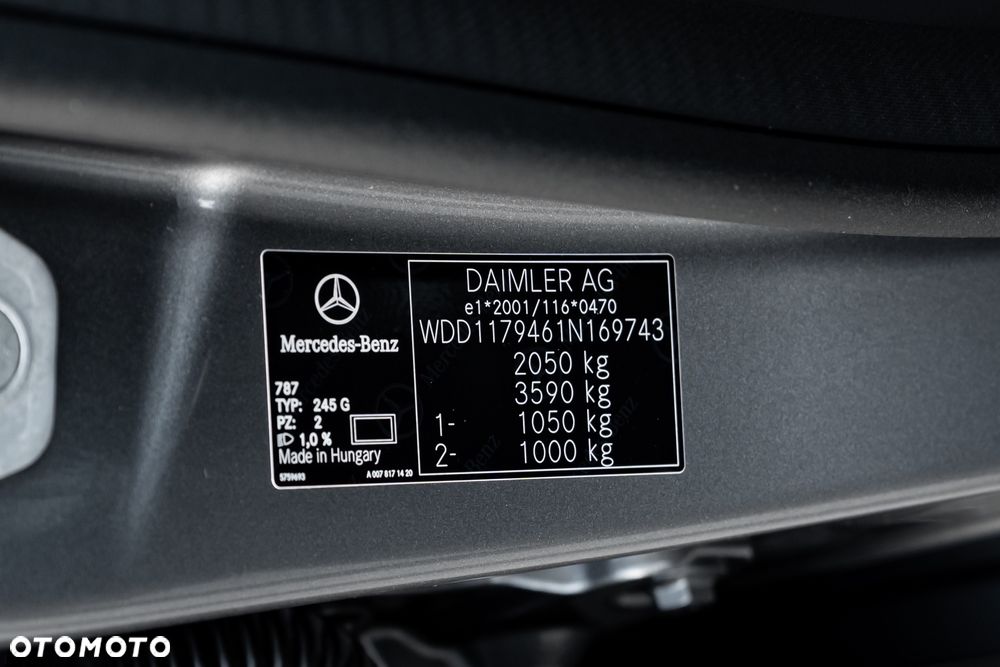 Mercedes-Benz
787
TYP: 245 G
PZ: 2
1,0 %
Made in Hungary
5759693
A 007 817 14 20
DAIMLER AG
e1*2001/116*0470
WDD1179461N169743
2050 kg
3590 kg
1- 1050 kg
2- 1000 kg
OTOMOTO